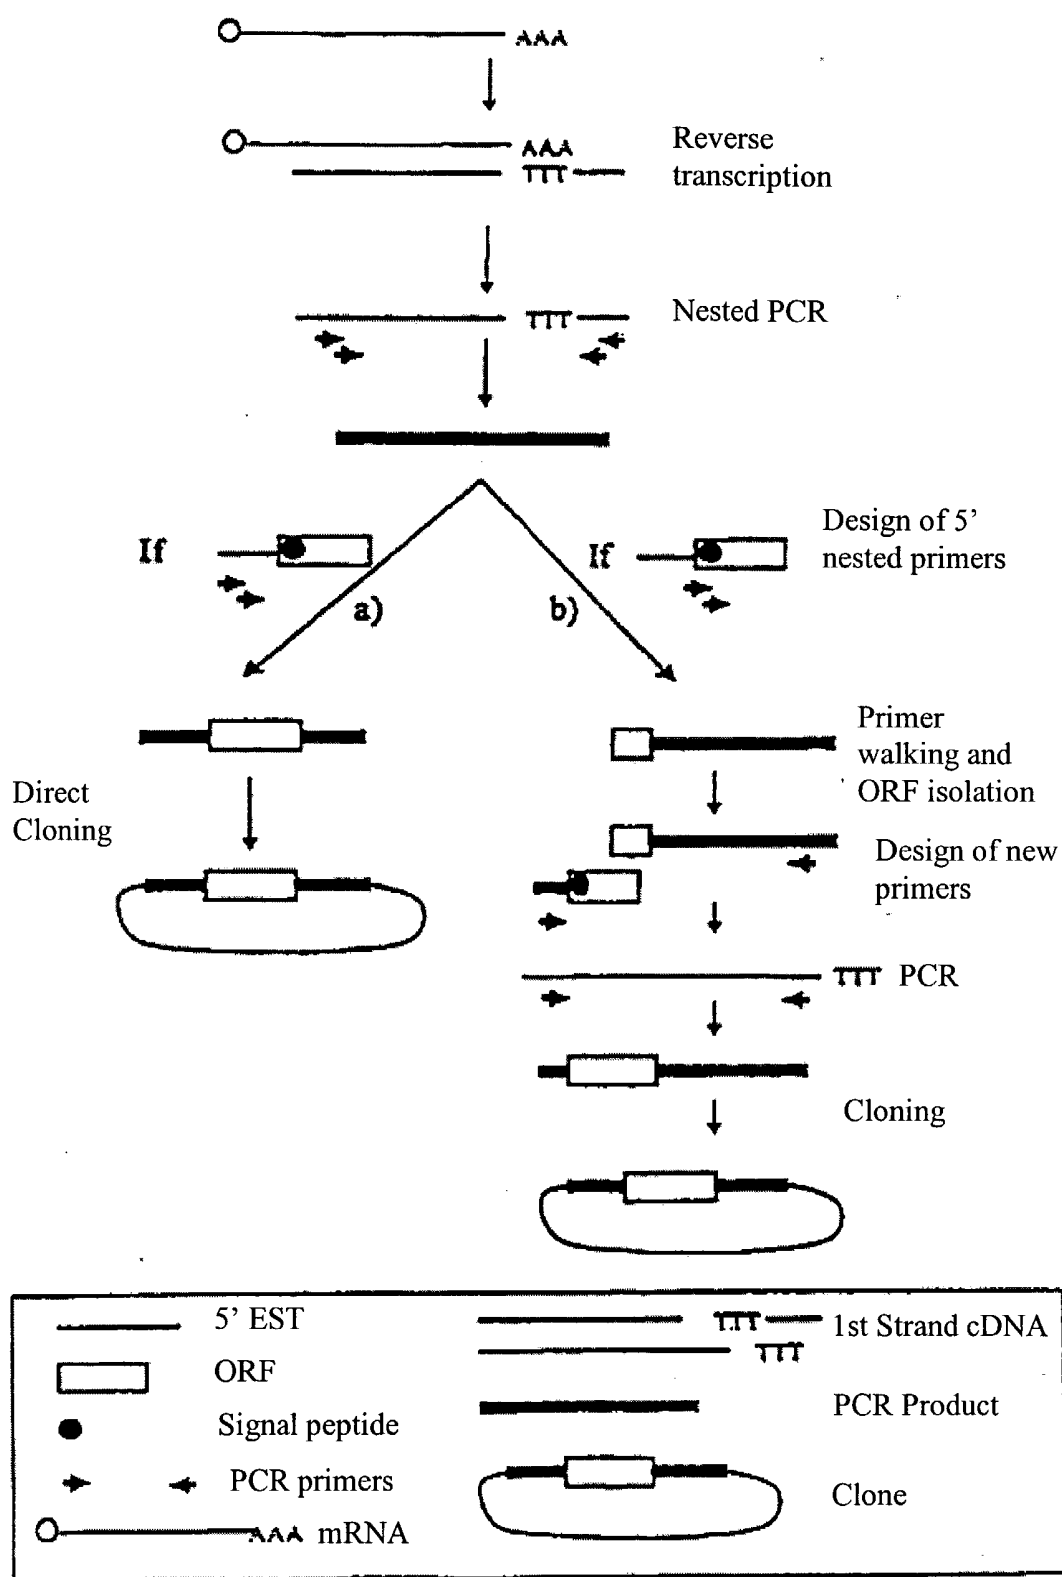 AAA
AAA
TTT
Reverse
transcription
TTT
Nested PCR
If
a)
If
b)
Design of 5’
nested primers
Direct
Cloning
Primer
walking and
ORF isolation
Design of new
primers
TTT PCR
Cloning
5’ EST
ORF
Signal peptide
PCR primers
AAA mRNA
TTT 1st Strand cDNA
TTT
PCR Product
Clone